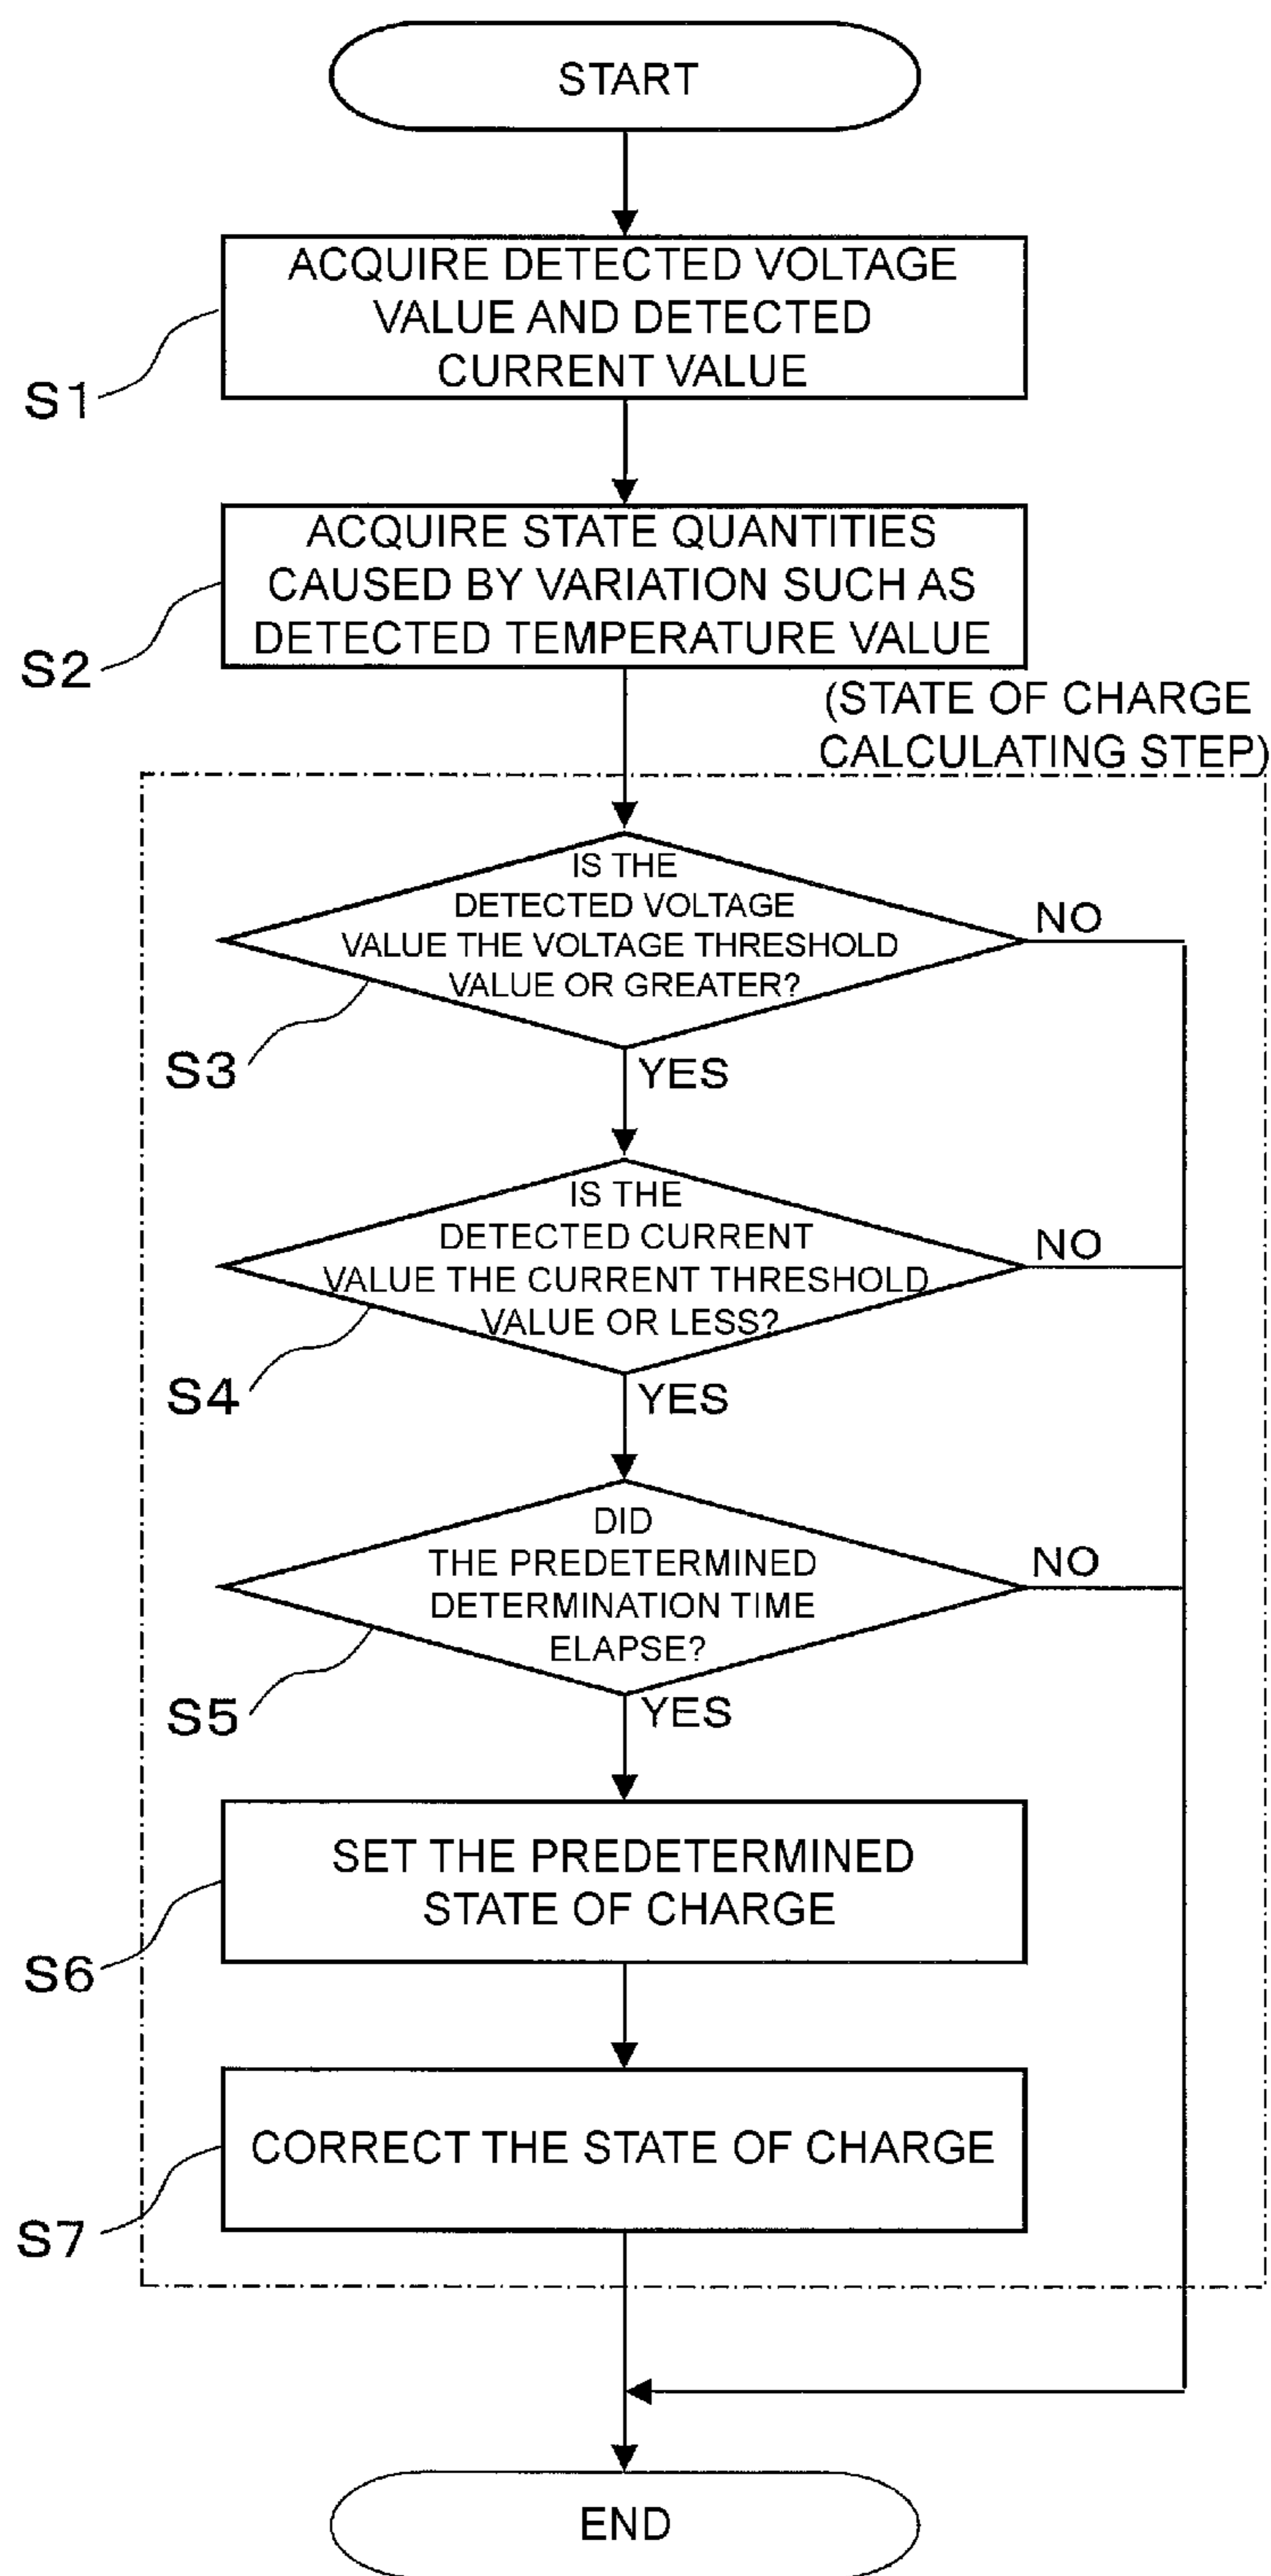 START
ACQUIRE DETECTED VOLTAGE
VALUE AND DETECTED
CURRENT VALUE
S1
ACQUIRE STATE QUANTITIES
CAUSED BY VARIATION SUCH AS
DETECTED TEMPERATURE VALUE
S2
(STATE OF CHARGE
CALCULATING STEP)
IS THE
DETECTED VOLTAGE
VALUE THE VOLTAGE THRESHOLD
VALUE OR GREATER?
NO
S3
YES
IS THE
DETECTED CURRENT
VALUE THE CURRENT THRESHOLD
VALUE OR LESS?
NO
S4
YES
DID
THE PREDETERMINED
DETERMINATION TIME
ELAPSE?
NO
S5
YES
SET THE PREDETERMINED
STATE OF CHARGE
S6
CORRECT THE STATE OF CHARGE
S7
END